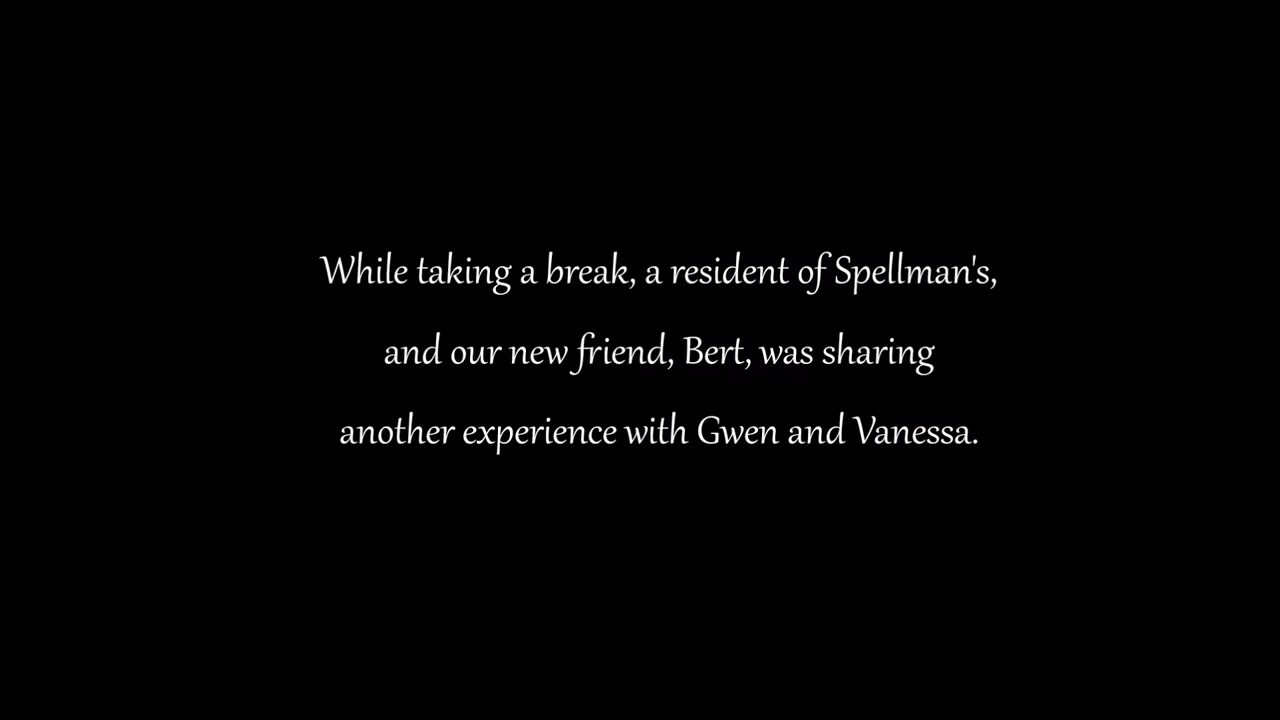 While taking a break, a resident of Spellman's,
and our new friend, Bert, was sharing
another experience with Gwen and Vanessa.